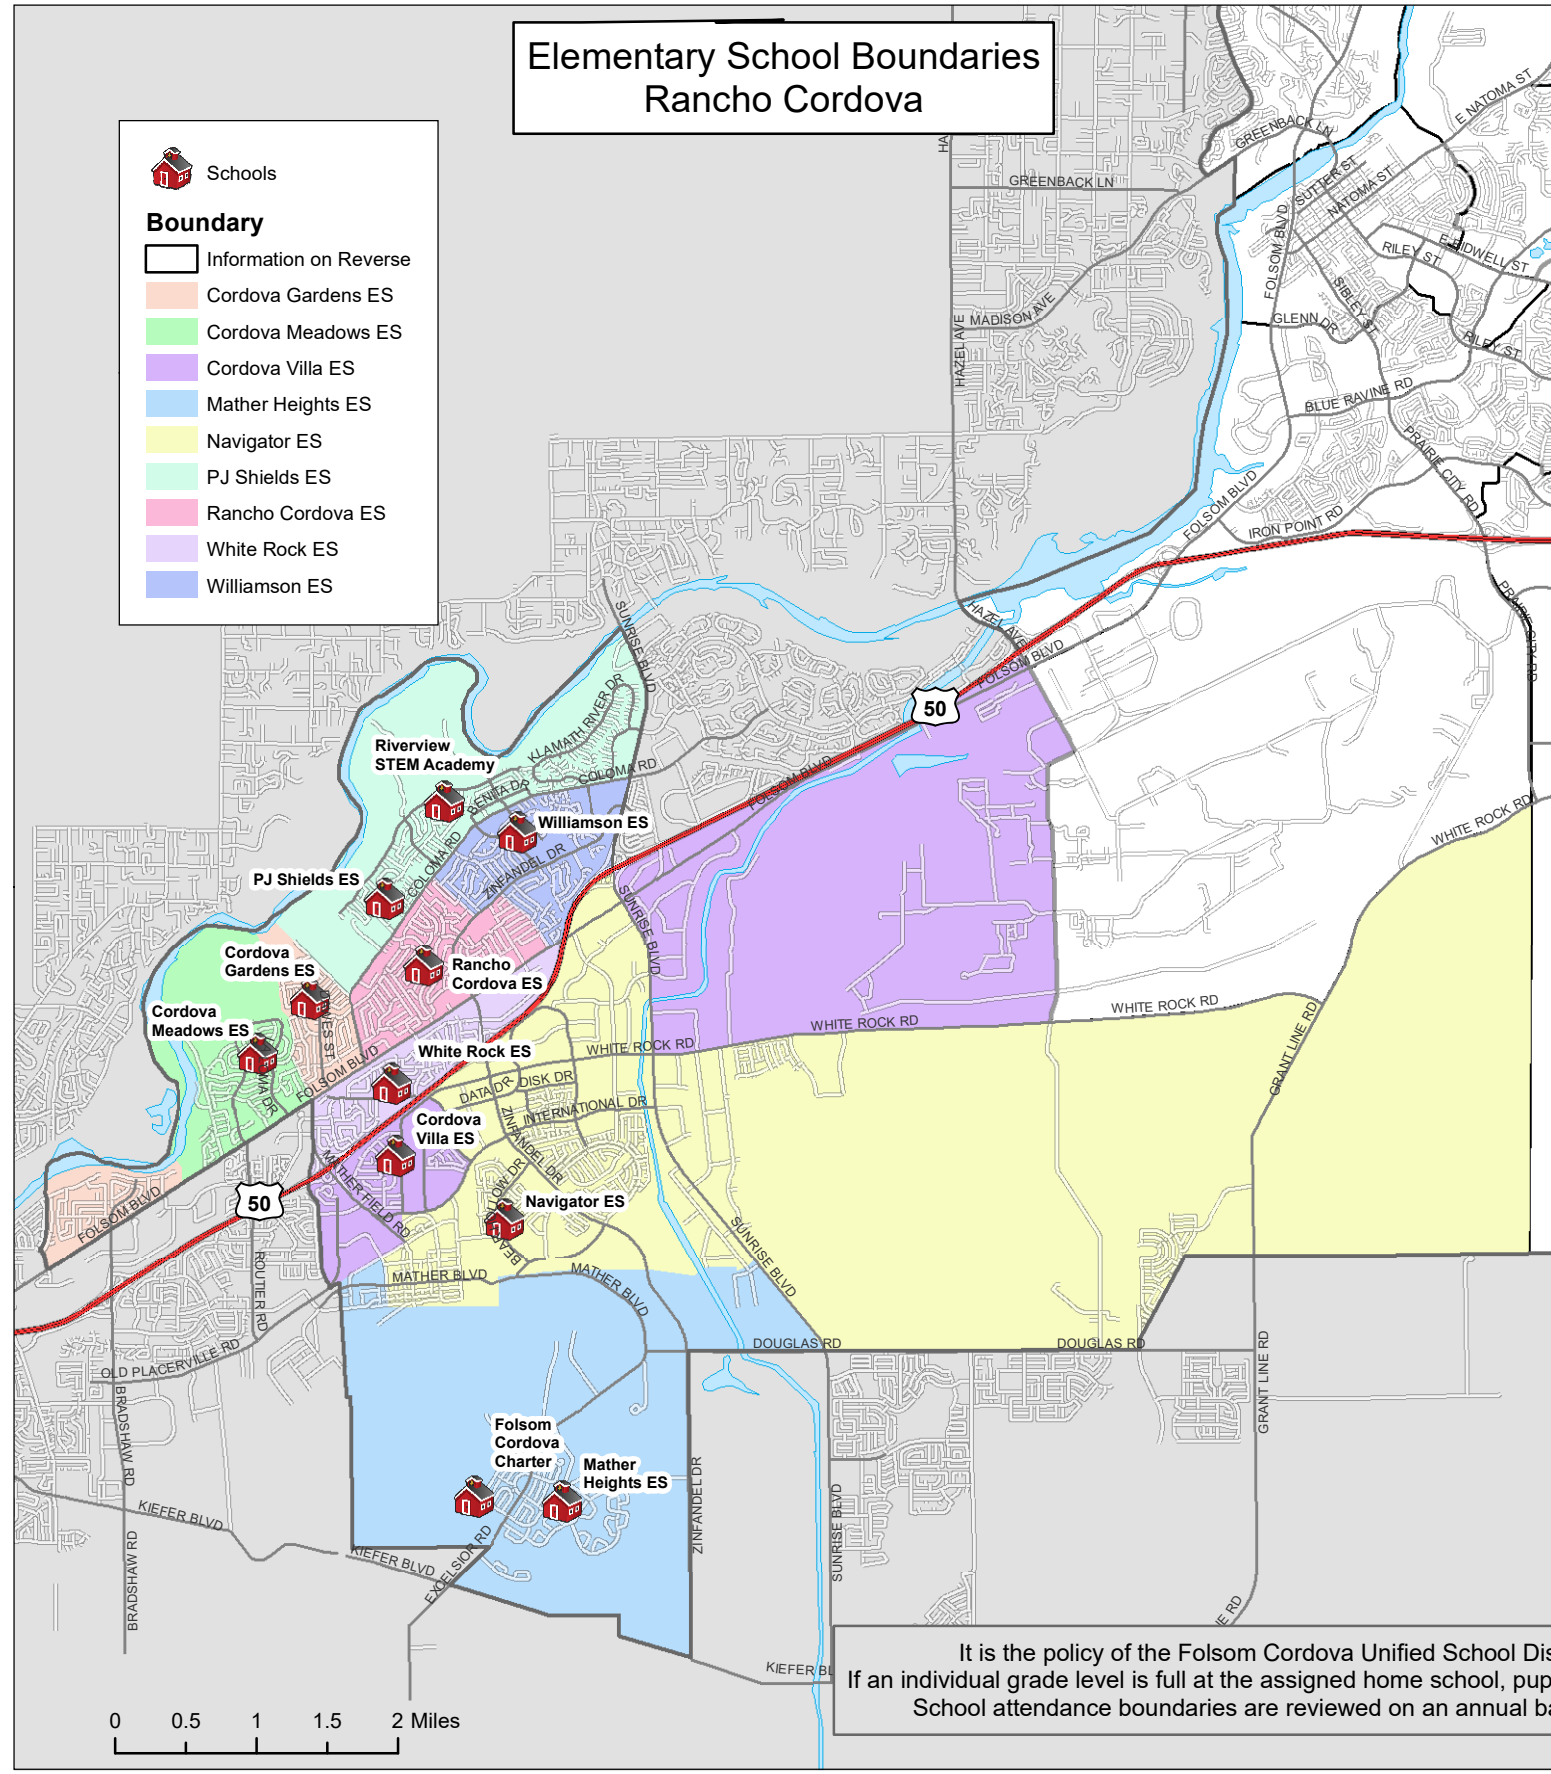 Elementary School Boundaries
Rancho Cordova
Schools
Boundary
Information on Reverse
Cordova Gardens ES
Cordova Meadows ES
Cordova Villa ES
Mather Heights ES
Navigator ES
PJ Shields ES
Rancho Cordova ES
White Rock ES
Williamson ES
HA
GREENBACK LN
GREENBACK LN
E NATOMA ST
SUTTER ST
NATOMA ST
FOLSOM BLVD
RILEY ST
E BIDWELL ST
SIBLEY ST
GLENN DR
RILEY ST
MADISON AVE
HAZEL AVE
BLUE RAVINE RD
PRAIRIE CITY RD
FOLSOM BLVD
IRON POINT RD
PRAIRIE CITY RD
HAZEL AVE
FOLSOM BLVD
50
SUNRISE BLVD
KLAMATH RIVER DR
Riverview
STEM Academy
BENITA DR
COLOMA RD
FOLSOM BLVD
WHITE ROCK RD
Williamson ES
COLOMA RD
ZINFANDEL DR
PJ Shields ES
SUNRISE BLVD
Cordova
Gardens ES
Rancho
Cordova ES
Cordova
Meadows ES
WHITE ROCK RD
WHITE ROCK RD
WHITE ROCK RD
GRANT LINE RD
FOLSOM BLVD
White Rock ES
DATA DR
DISK DR
INTERNATIONAL DR
ZINFANDEL DR
Cordova
Villa ES
MATHER FIELD RD
Navigator ES
FOLSOM BLVD
50
ROUTIER RD
MATHER BLVD
MATHER BLVD
SUNRISE BLVD
DOUGLAS RD
DOUGLAS RD
OLD PLACERVILLE RD
BRADSHAW RD
GRANT LINE RD
Folsom
Cordova
Charter
Mather
Heights ES
ZINFANDEL DR
SUNRISE BLVD
KIEFER BLVD
KIEFER BLVD
EXCELSIOR RD
BRADSHAW RD
NE RD
KIEFER BL
It is the policy of the Folsom Cordova Unified School Dis
If an individual grade level is full at the assigned home school, pup
School attendance boundaries are reviewed on an annual ba
0 0.5 1 1.5 2 Miles